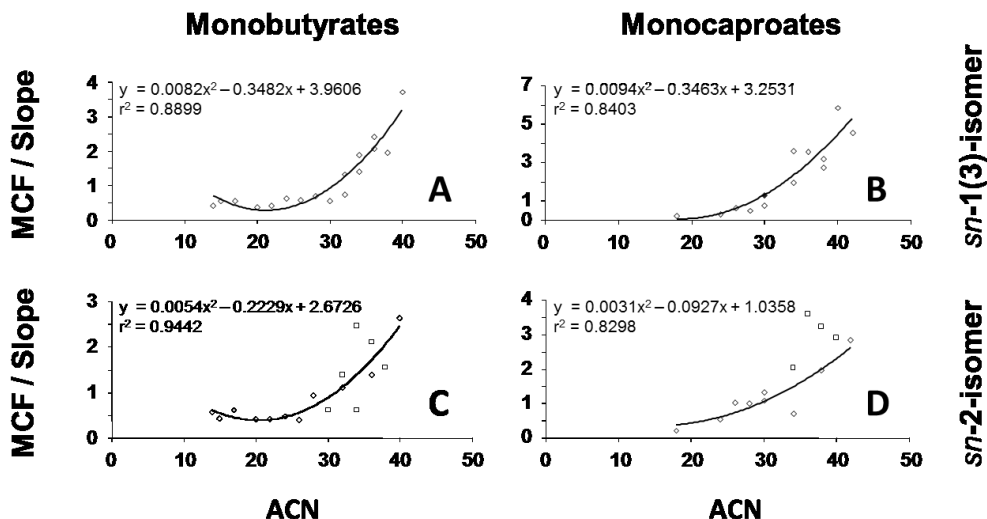 Monobutyrates
Monocaproates
MCF / Slope
4
3
2
1
0
y = 0.0082x² – 0.3482x + 3.9606
r² = 0.8899
A
0 10 20 30 40 50
7
5
3
2
0
y = 0.0094x² – 0.3463x + 3.2531
r² = 0.8403
B
0 10 20 30 40 50
sn-1(3)-isomer
MCF / Slope
3
2
1
0
y = 0.0054x² – 0.2229x + 2.6726
r² = 0.9442
C
0 10 20 30 40 50
ACN
4
3
2
1
0
y = 0.0031x² – 0.0927x + 1.0358
r² = 0.8298
D
0 10 20 30 40 50
ACN
sn-2-isomer